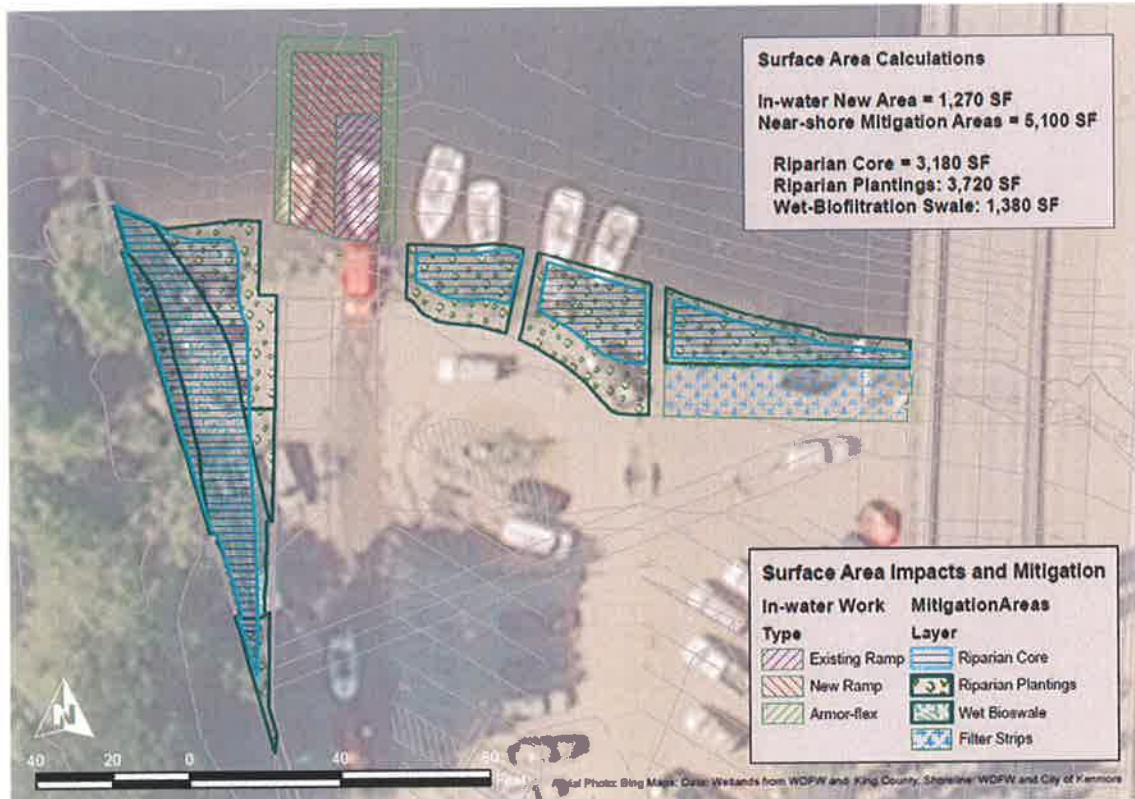 Surface Area Calculations
In-water New Area = 1,270 SF
Near-shore Mitigation Areas = 5,100 SF
Riparian Core = 3,180 SF
Riparian Plantings: 3,720 SF
Wet-Biofiltration Swale: 1,380 SF
Surface Area Impacts and Mitigation
In-water Work MitigationAreas
Type Layer
Existing Ramp Riparian Core
New Ramp Riparian Plantings
Armor-flex Wet Bioswale
Filter Strips
N
40 20 0 40 80
Photo: Bing Maps; Data: Wetlands from WDFW and King County, Shoreline: WDFW and City of Kenmore